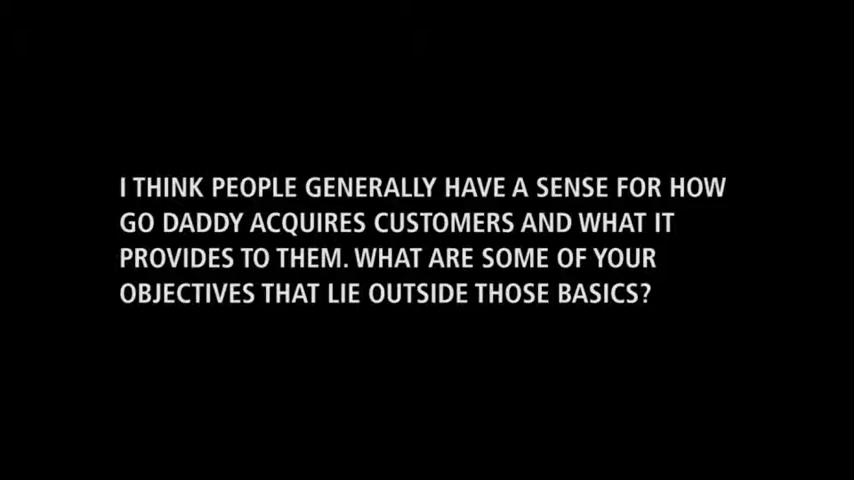 I THINK PEOPLE GENERALLY HAVE A SENSE FOR HOW
GO DADDY ACQUIRES CUSTOMERS AND WHAT IT
PROVIDES TO THEM. WHAT ARE SOME OF YOUR
OBJECTIVES THAT LIE OUTSIDE THOSE BASICS?